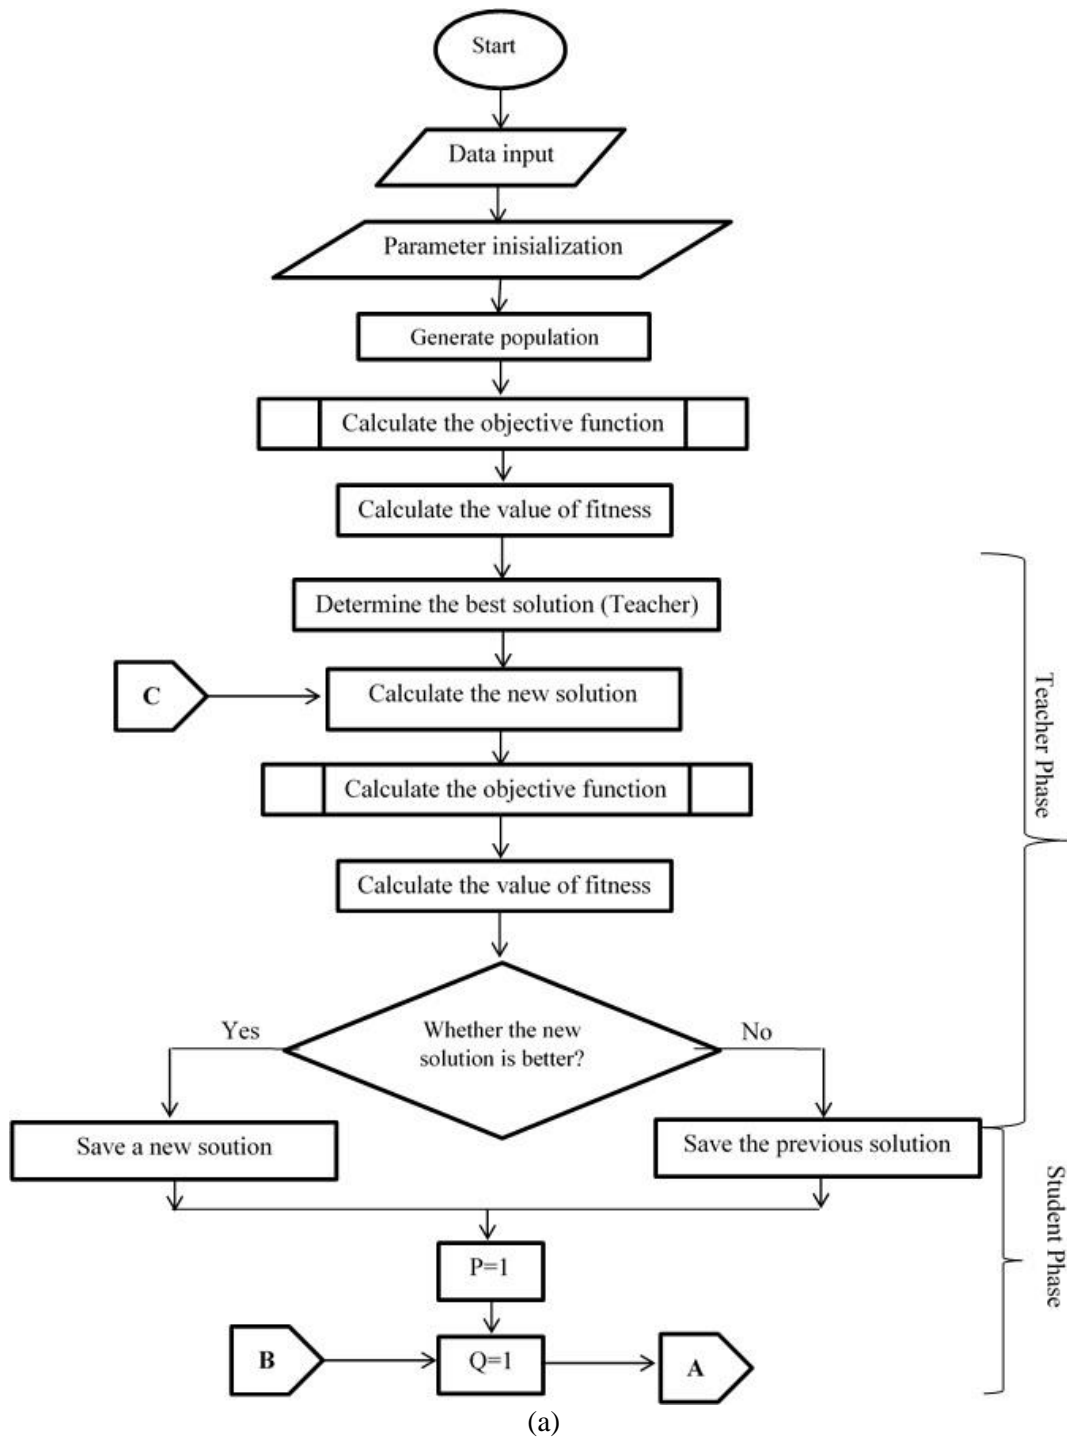 Start
Data input
Parameter inisialization
Generate population
Calculate the objective function
Calculate the value of fitness
Determine the best solution (Teacher)
C
Calculate the new solution
Calculate the objective function
Calculate the value of fitness
Teacher Phase
Yes
Whether the new
solution is better?
No
Save a new soution
Save the previous solution
Student Phase
P=1
B
Q=1
A
(a)